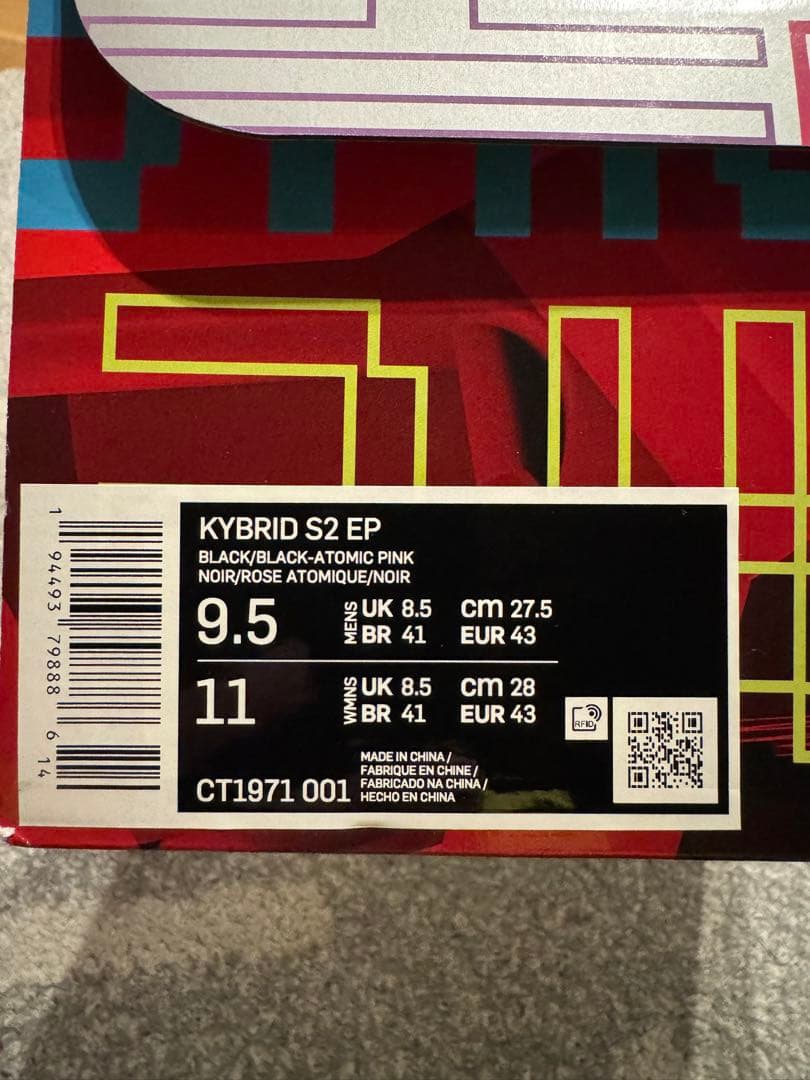 KYBRID S2 EP
BLACK/BLACK-ATOMIC PINK
NOIR/ROSE ATOMIQUE/NOIR
9.5 MENS UK 8.5 cm 27.5
BR 41 EUR 43
11 WMNS UK 8.5 cm 28
BR 41 EUR 43
RFID
CT1971 001
MADE IN CHINA /
FABRIQUE EN CHINE /
FABRICADO NA CHINA /
HECHO EN CHINA
1 94493 79888 6 14